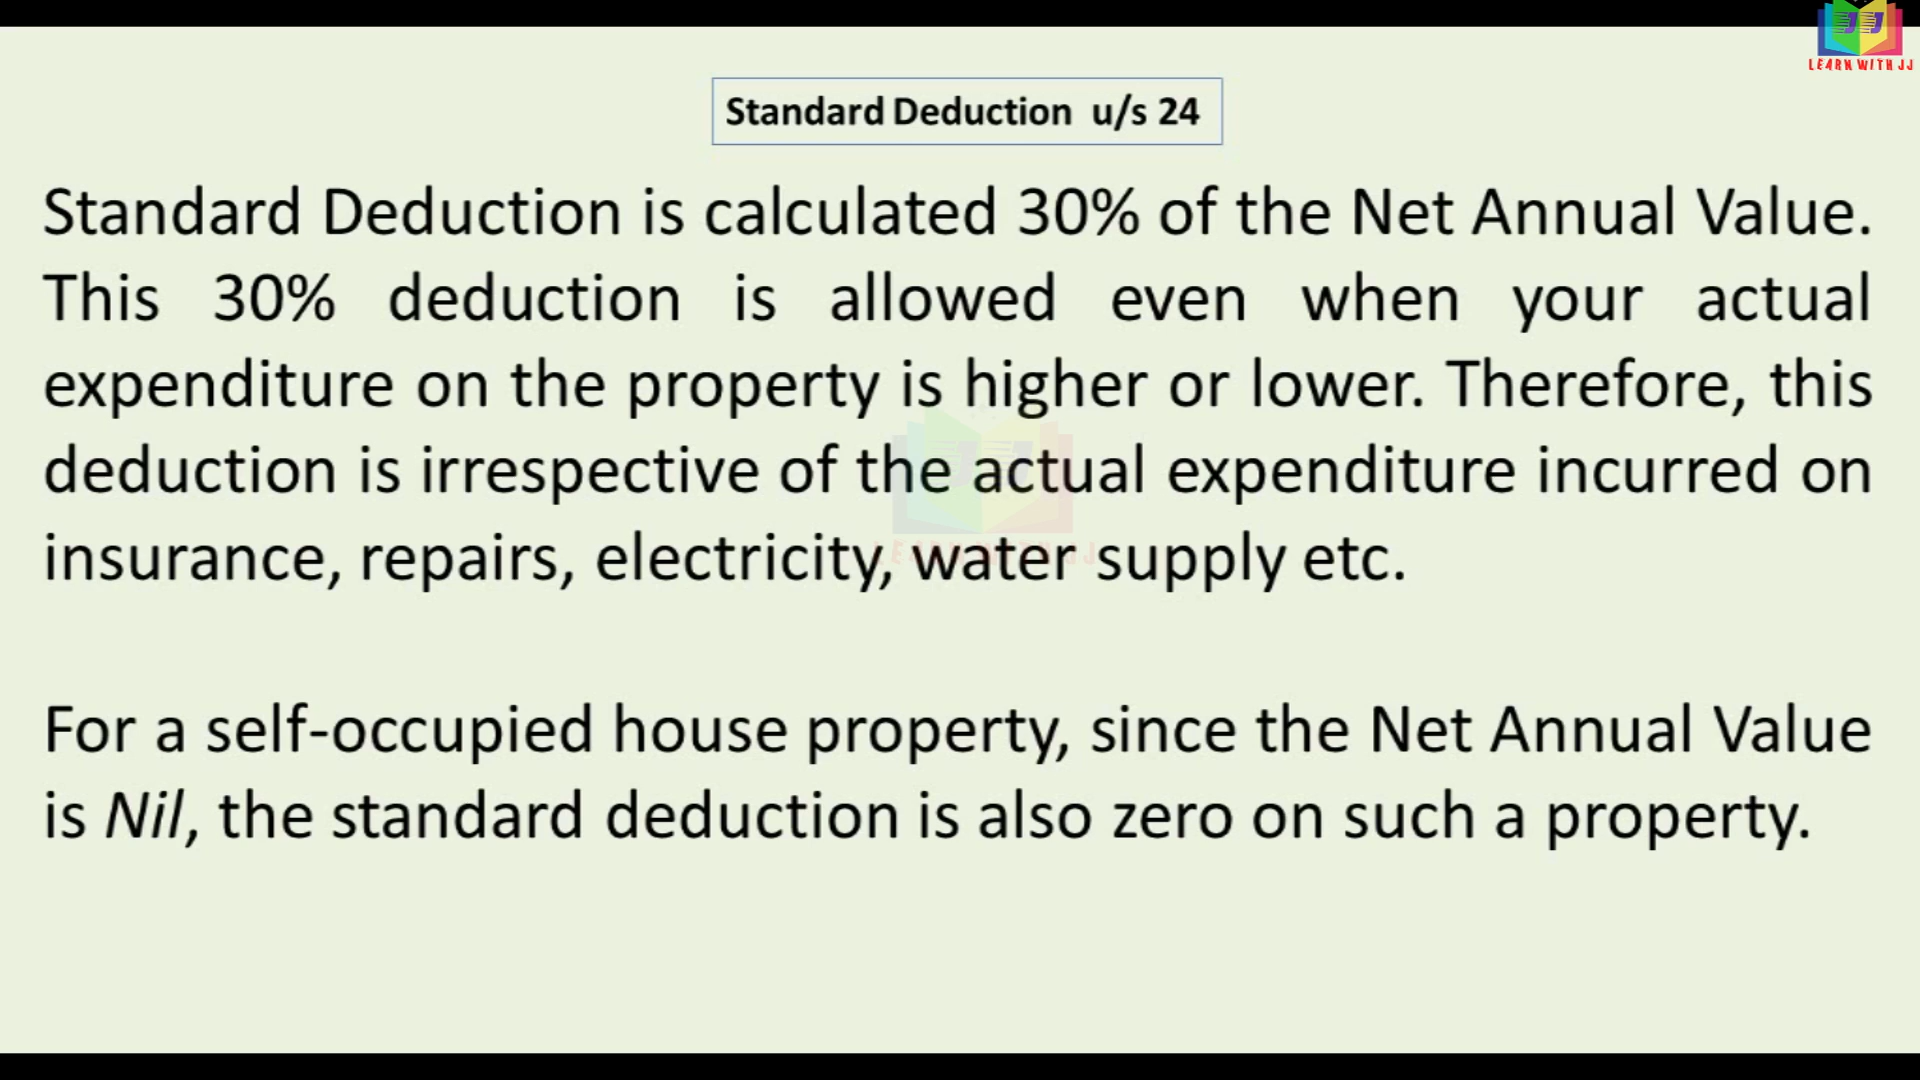 LEARN WITH JJ
Standard Deduction u/s 24
Standard Deduction is calculated 30% of the Net Annual Value.
This 30% deduction is allowed even when your actual
expenditure on the property is higher or lower. Therefore, this
deduction is irrespective of the actual expenditure incurred on
insurance, repairs, electricity, water supply etc.
LEARN WITH JJ
For a self-occupied house property, since the Net Annual Value
is Nil, the standard deduction is also zero on such a property.